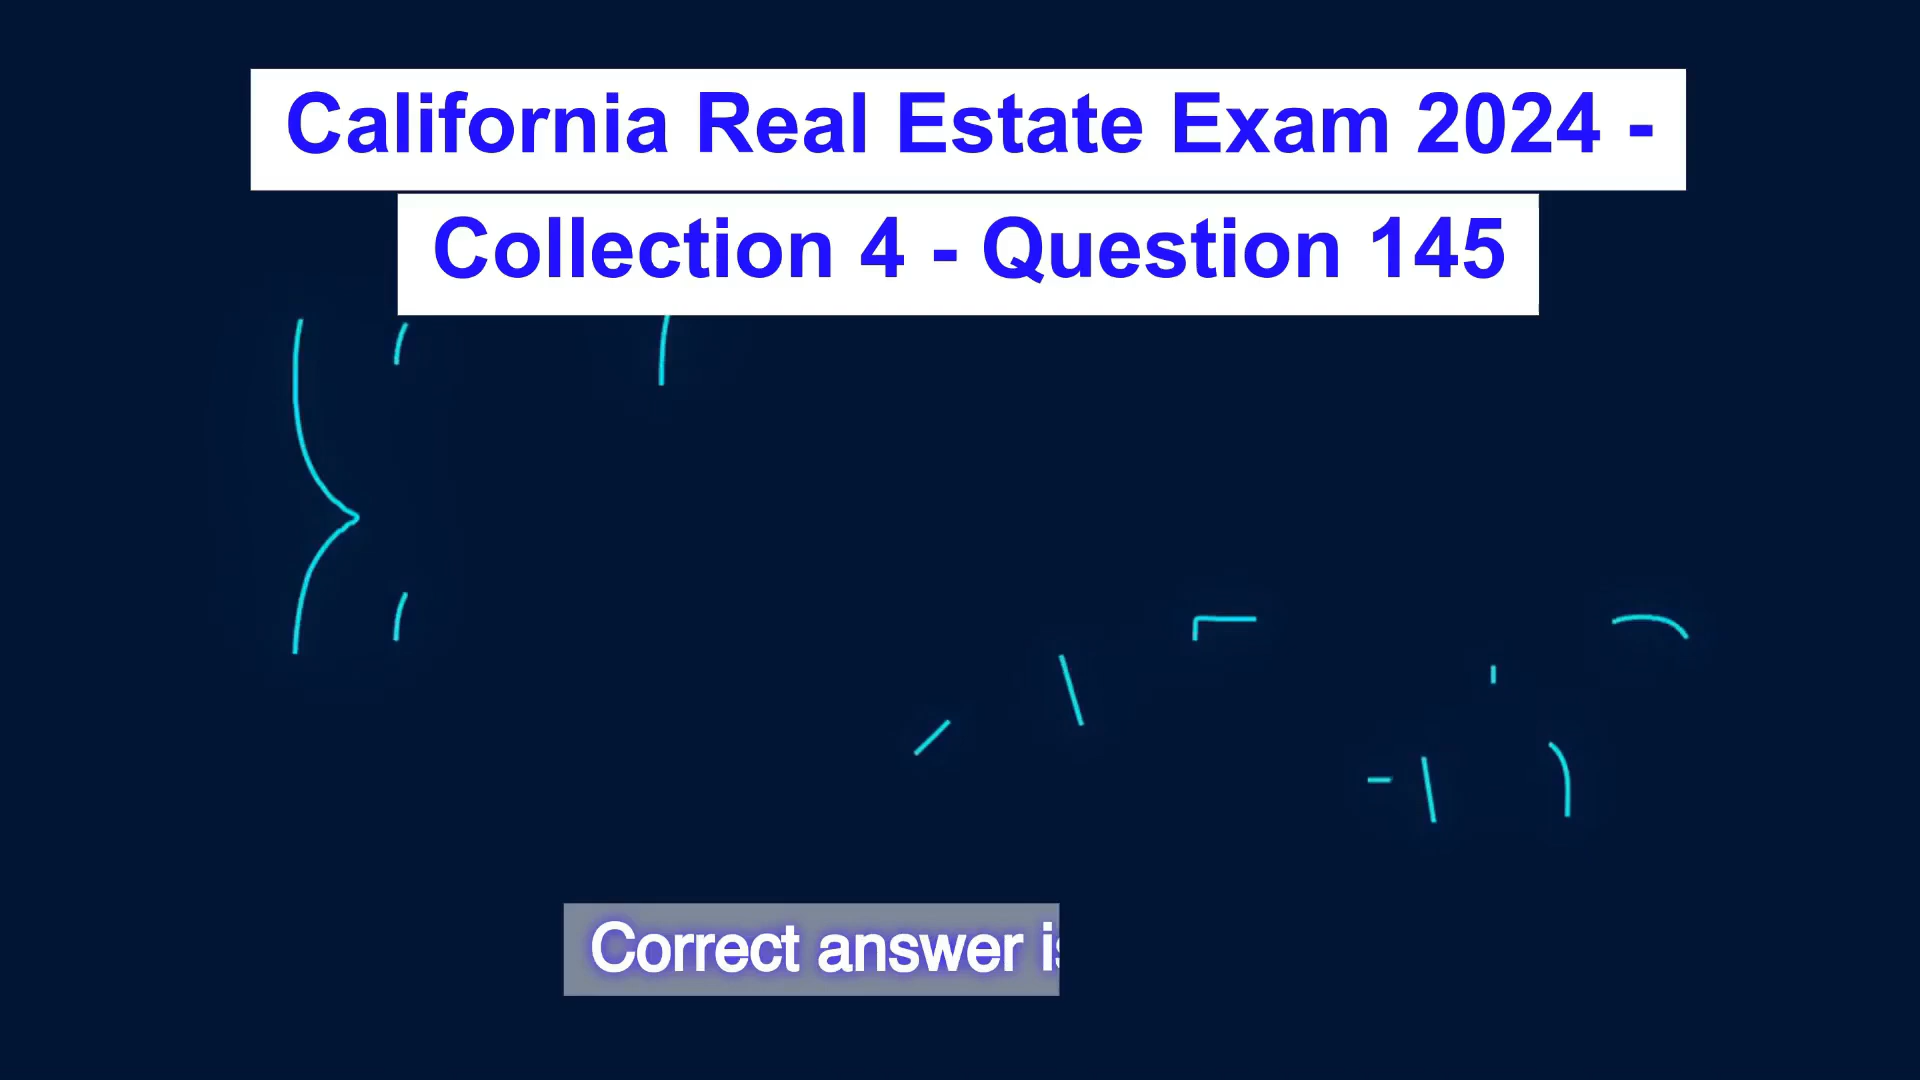 California Real Estate Exam 2024 -
Collection 4 - Question 145
Correct answer